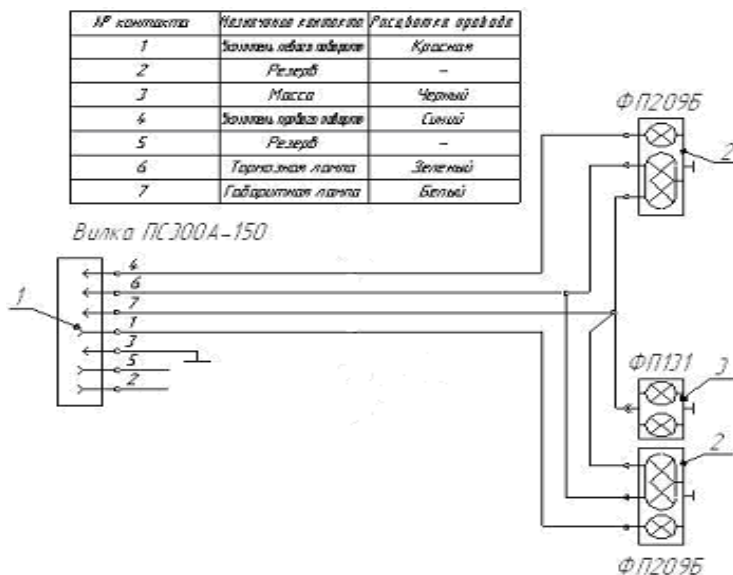 № контакта Назначение контакта Расцветка провода
1 Указатель левого поворота Красная
2 Резерв –
3 Масса Черный
4 Указатель правого поворота Синий
5 Резерв –
6 Тормозная лампа Зеленый
7 Габаритная лампа Белый
ФП209Б
2
Вилка ПС300А-150
4
6
7
1
1
3
5
2
ФП131
3
2
ФП209Б